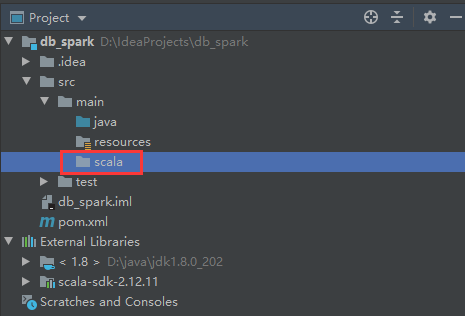 Project
db_spark D:\IdeaProjects\db_spark
.idea
src
main
java
resources
scala
test
db_spark.iml
pom.xml
External Libraries
< 1.8 > D:\java\jdk1.8.0_202
scala-sdk-2.12.11
Scratches and Consoles